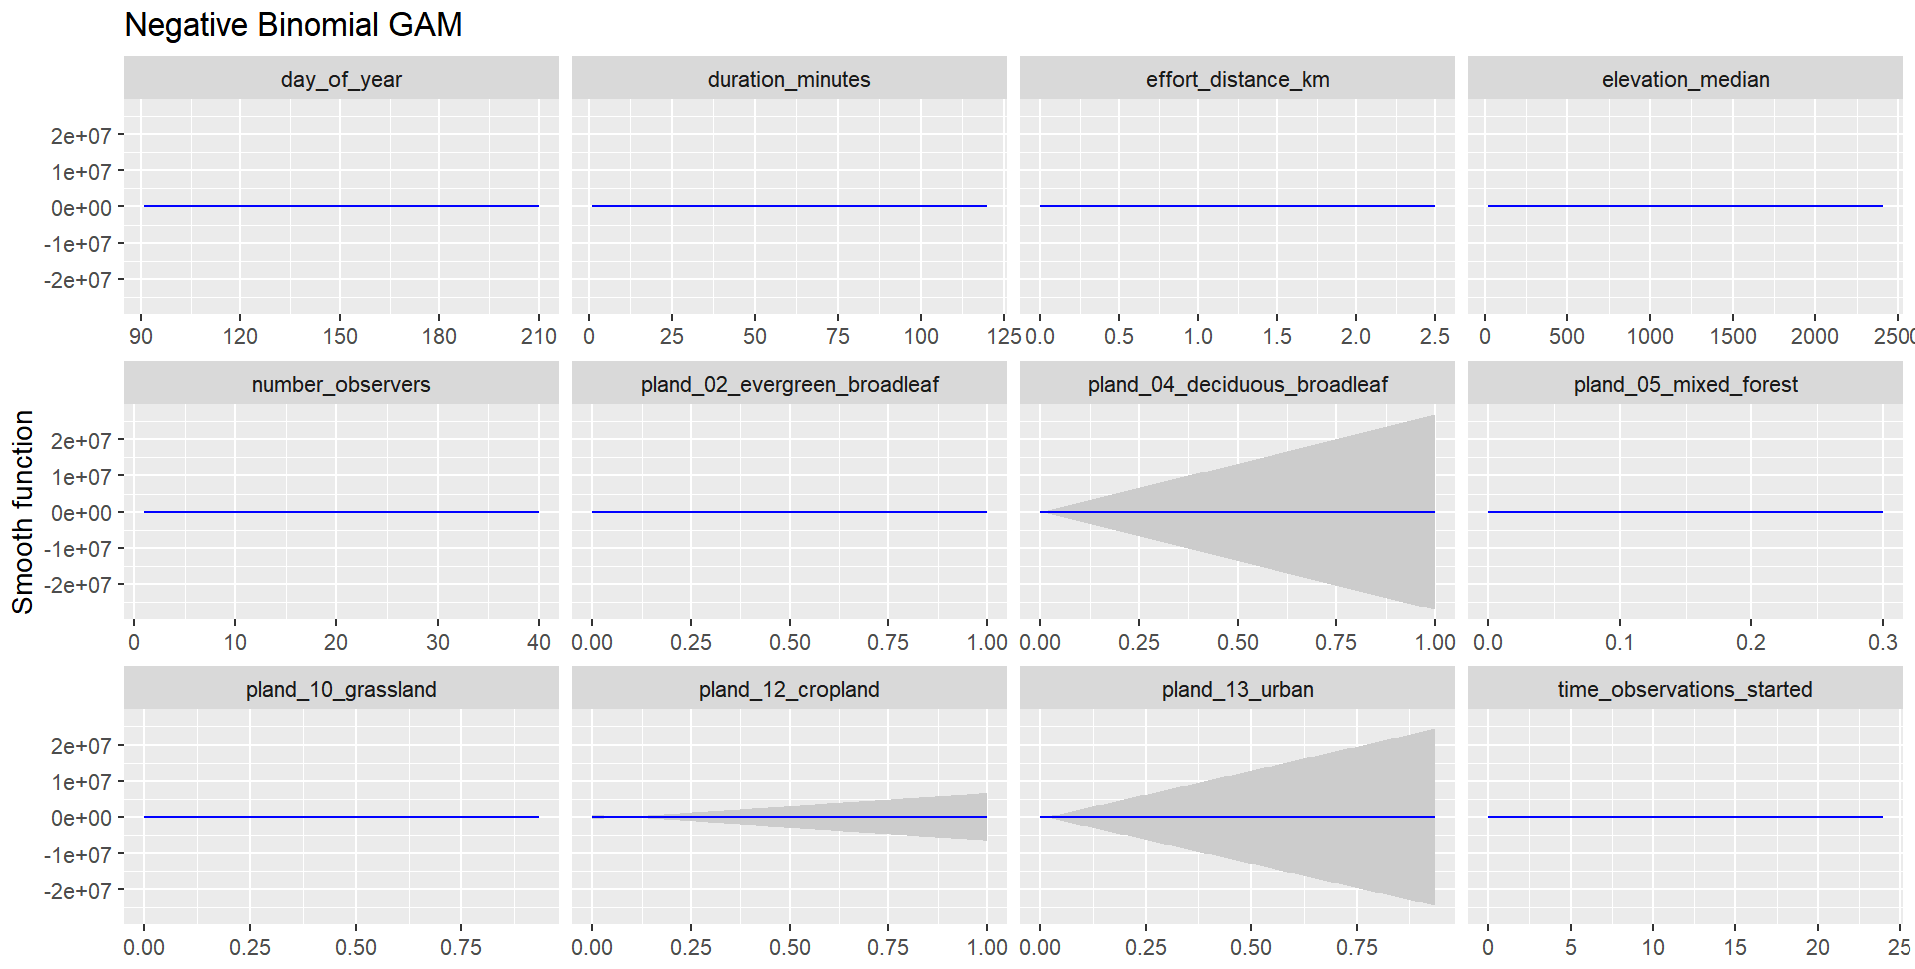 Negative Binomial GAM
day_of_year duration_minutes effort_distance_km elevation_median
2e+07
1e+07
0e+00
-1e+07
-2e+07
90 120 150 180 210 0 25 50 75 100 125 0.0 0.5 1.0 1.5 2.0 2.5 0 500 1000 1500 2000 2500
number_observers pland_02_evergreen_broadleaf pland_04_deciduous_broadleaf pland_05_mixed_forest
Smooth function
2e+07
1e+07
0e+00
-1e+07
-2e+07
0 10 20 30 40 0.00 0.25 0.50 0.75 1.00 0.00 0.25 0.50 0.75 1.00 0.0 0.1 0.2 0.3
pland_10_grassland pland_12_cropland pland_13_urban time_observations_started
2e+07
1e+07
0e+00
-1e+07
-2e+07
0.00 0.25 0.50 0.75 0.00 0.25 0.50 0.75 1.00 0.00 0.25 0.50 0.75 0 5 10 15 20 25